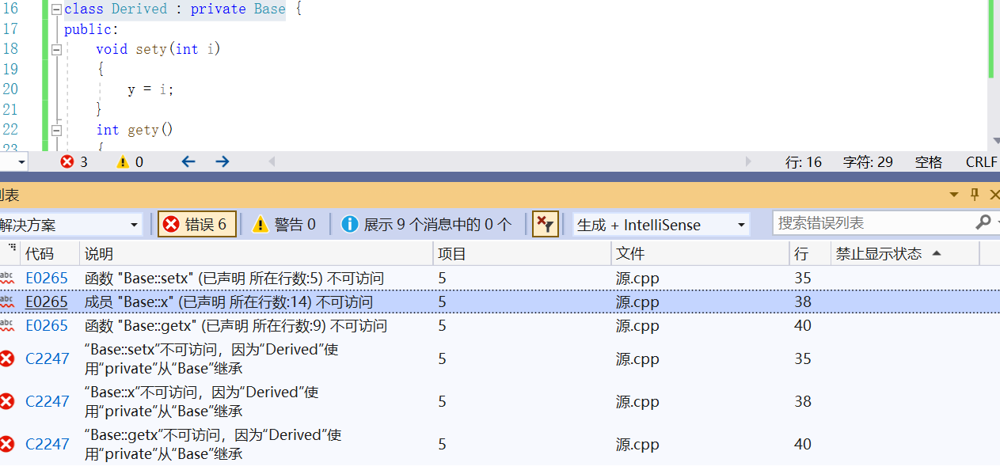 16 class Derived : private Base {
17 public:
18 void sety(int i)
19 {
20 y = i;
21 }
22 int gety()
23 {
3 0 行: 16 字符: 29 空格 CRLF
列表
解决方案 错误 6 警告 0 展示 9 个消息中的 0 个 生成 + IntelliSense 搜索错误列表
代码 说明 项目 文件 行 禁止显示状态
abc E0265 函数 "Base::setx" (已声明 所在行数:5) 不可访问 5 源.cpp 35
abc E0265 成员 "Base::x" (已声明 所在行数:14) 不可访问 5 源.cpp 38
abc E0265 函数 "Base::getx" (已声明 所在行数:9) 不可访问 5 源.cpp 40
C2247 “Base::setx”不可访问，因为“Derived”使 5 源.cpp 35
用“private”从“Base”继承
C2247 “Base::x”不可访问，因为“Derived”使 5 源.cpp 38
用“private”从“Base”继承
C2247 “Base::getx”不可访问，因为“Derived”使 5 源.cpp 40
用“private”从“Base”继承